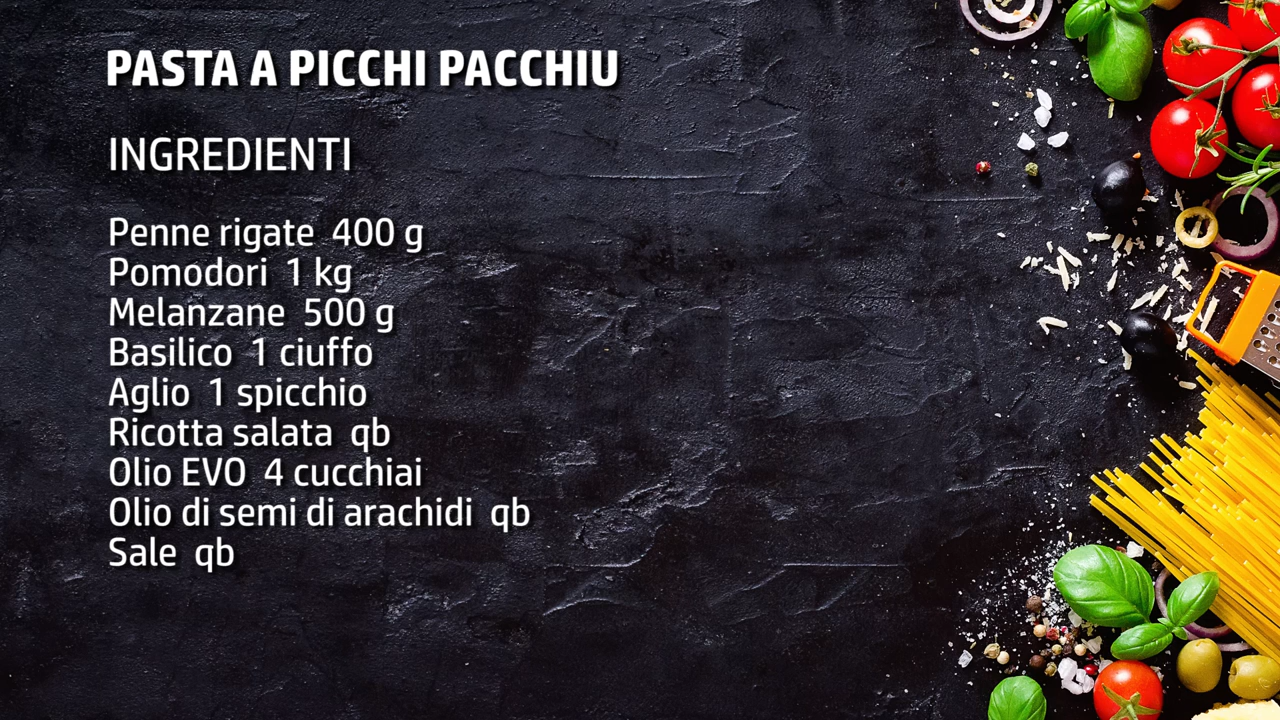 PASTA A PICCHI PACCHIU
INGREDIENTI
Penne rigate 400 g
Pomodori 1 kg
Melanzane 500 g
Basilico 1 ciuffo
Aglio 1 spicchio
Ricotta salata qb
Olio EVO 4 cucchiai
Olio di semi di arachidi qb
Sale qb